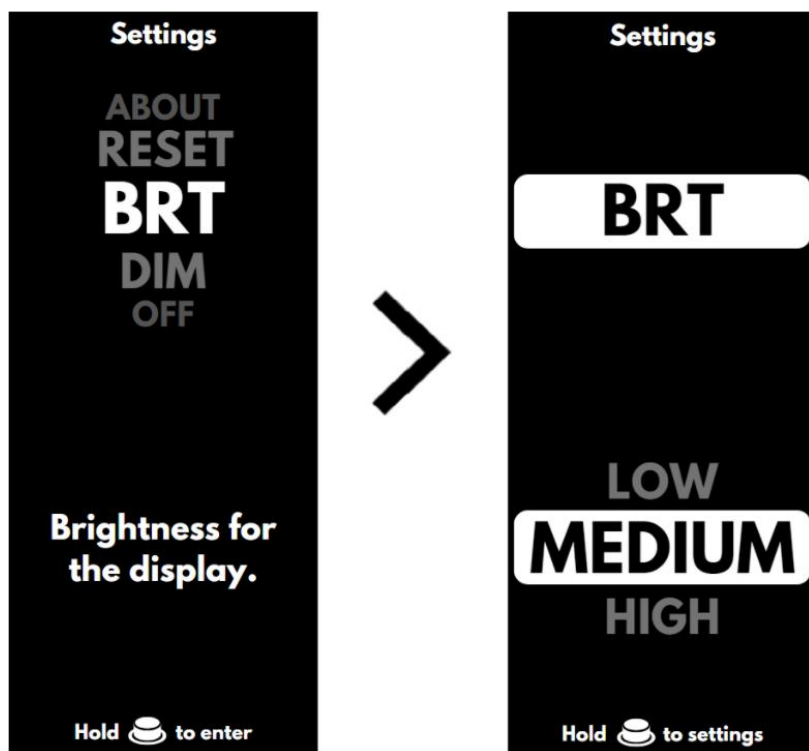 Settings
ABOUT
RESET
BRT
DIM
OFF
Brightness for
the display.
Hold to enter
Settings
BRT
LOW
MEDIUM
HIGH
Hold to settings